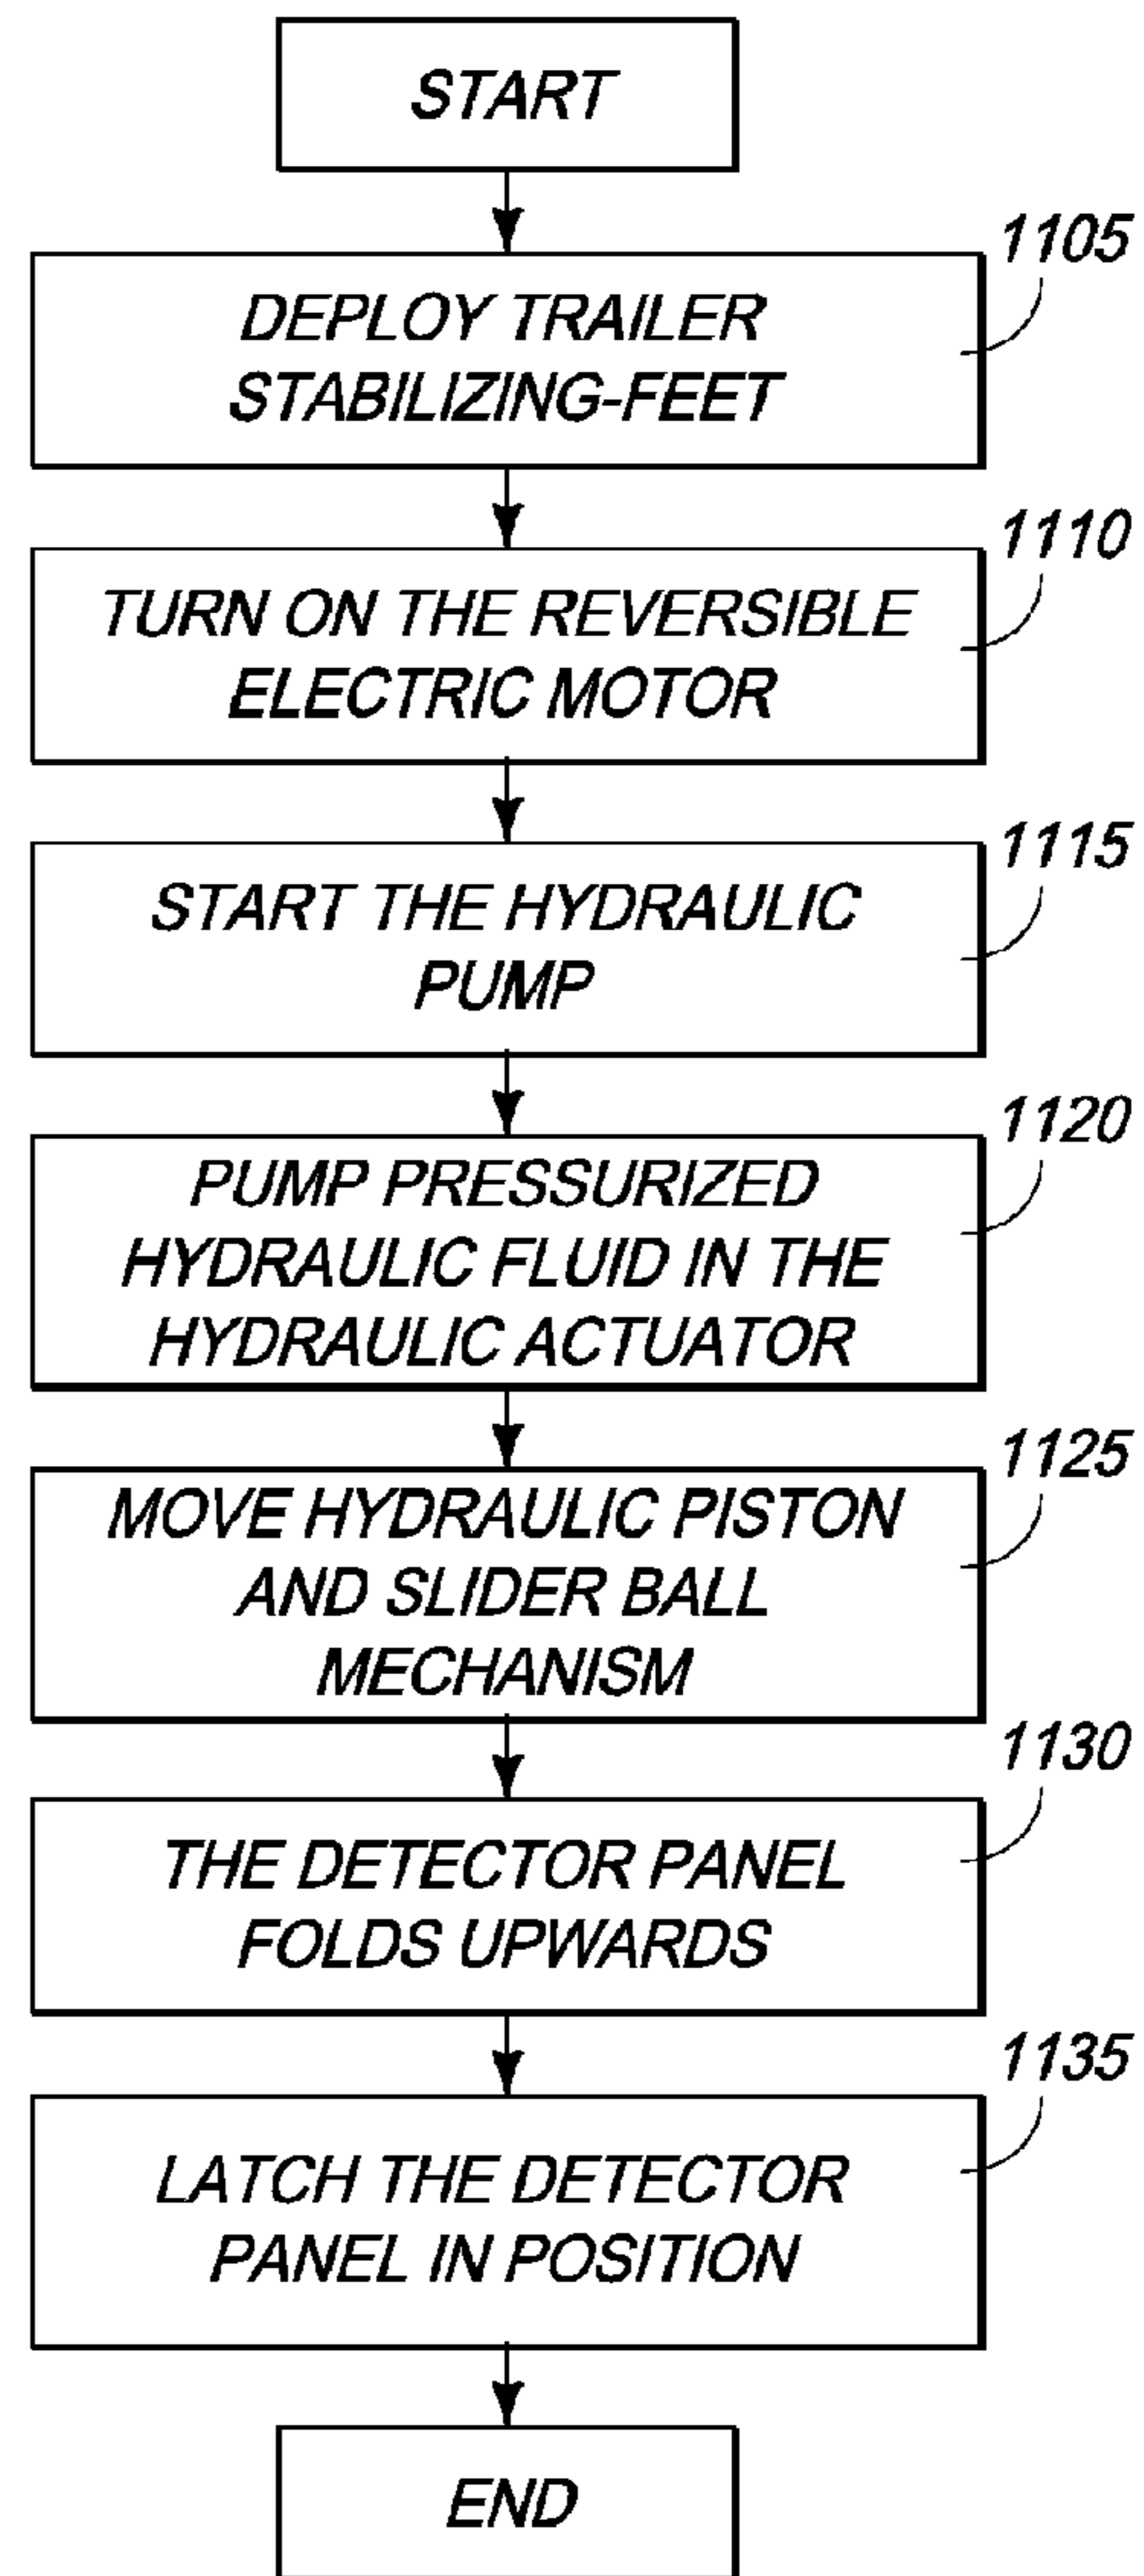 START
1105
DEPLOY TRAILER
STABILIZING-FEET
1110
TURN ON THE REVERSIBLE
ELECTRIC MOTOR
1115
START THE HYDRAULIC
PUMP
1120
PUMP PRESSURIZED
HYDRAULIC FLUID IN THE
HYDRAULIC ACTUATOR
1125
MOVE HYDRAULIC PISTON
AND SLIDER BALL
MECHANISM
1130
THE DETECTOR PANEL
FOLDS UPWARDS
1135
LATCH THE DETECTOR
PANEL IN POSITION
END